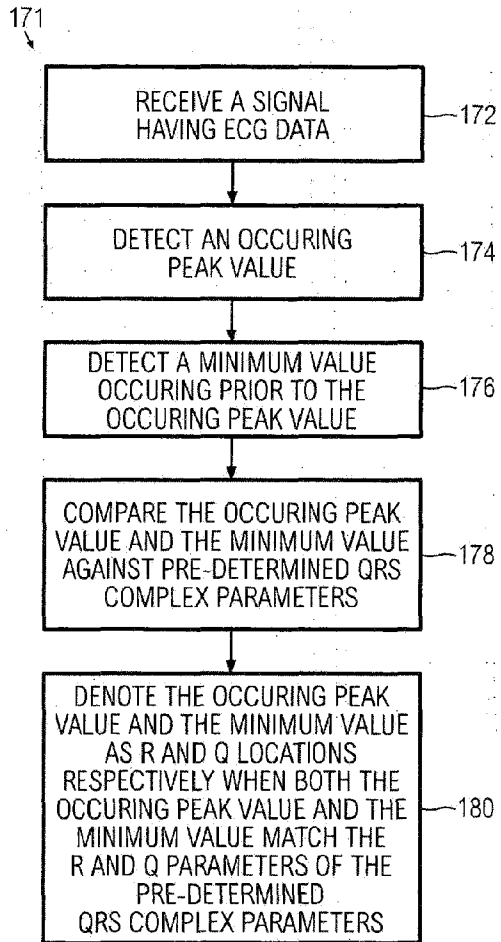 171
RECEIVE A SIGNAL
HAVING ECG DATA
172
DETECT AN OCCURING
PEAK VALUE
174
DETECT A MINIMUM VALUE
OCCURING PRIOR TO THE
OCCURING PEAK VALUE
176
COMPARE THE OCCURING PEAK
VALUE AND THE MINIMUM VALUE
AGAINST PRE-DETERMINED QRS
COMPLEX PARAMETERS
178
DENOTE THE OCCURING PEAK
VALUE AND THE MINIMUM VALUE
AS R AND Q LOCATIONS
RESPECTIVELY WHEN BOTH THE
OCCURING PEAK VALUE AND THE
MINIMUM VALUE MATCH THE
R AND Q PARAMETERS OF THE
PRE-DETERMINED
QRS COMPLEX PARAMETERS
180